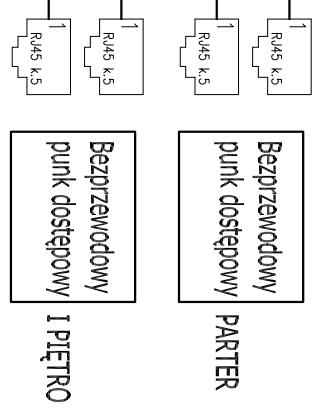 1
RJ45 k.5
1
RJ45 k.5
1
RJ45 k.5
1
RJ45 k.5
Bezprzewodowy
punk dostępowy
PARTER
Bezprzewodowy
punk dostępowy
I PIĘTRO